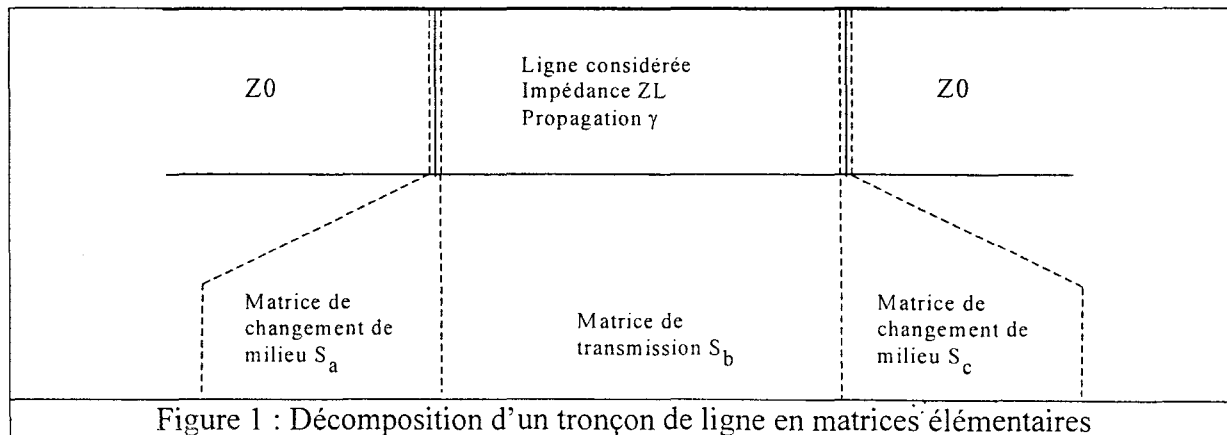 Z0
Ligne considérée
Impédance ZL
Propagation γ
Z0
Matrice de
changement de
milieu Sa
Matrice de
transmission Sb
Matrice de
changement de
milieu Sc
Figure 1 : Décomposition d'un tronçon de ligne en matrices élémentaires